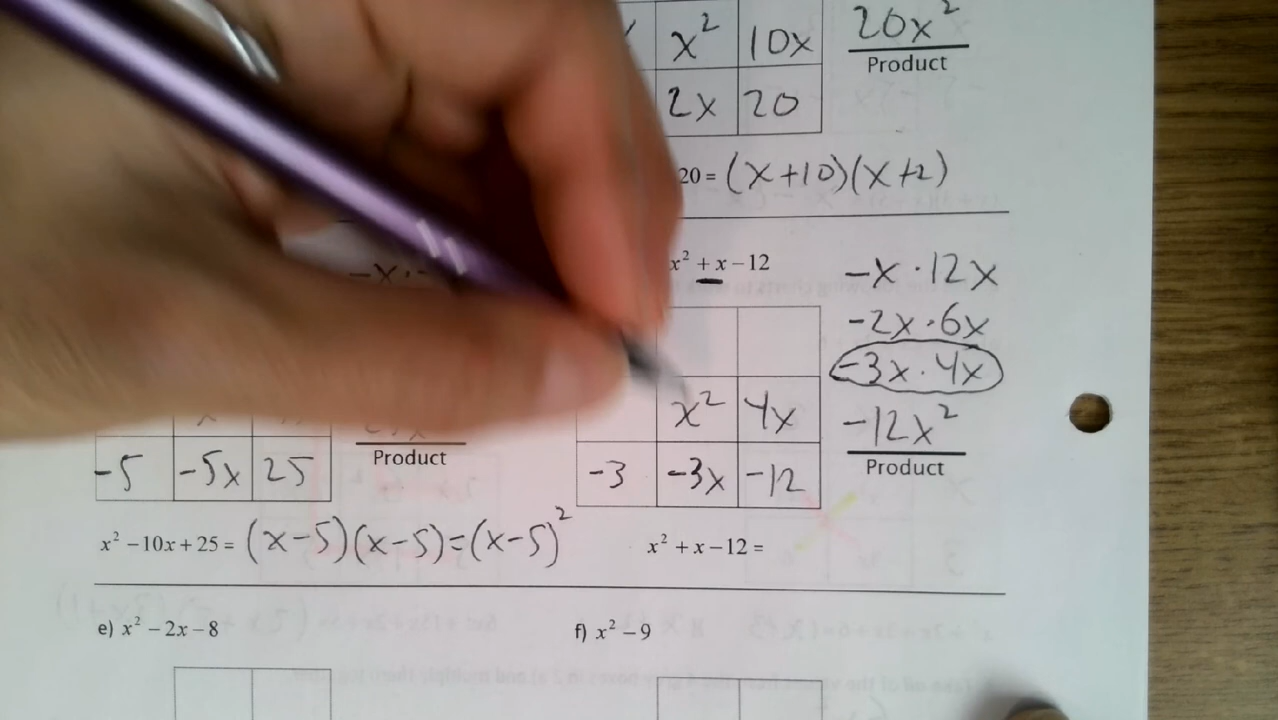 x² 10x 20x²
Product
2x 20
20 = (x+10)(x+2)
-x ·
x² + x − 12 -x · 12x
-2x · 6x
-3x · 4x
x² 4x -12x²
Product Product
-5 -5x 25 -3 -3x -12
x² − 10x + 25 = (x-5)(x-5)=(x-5)² x² + x − 12 =
e) x² − 2x − 8 f) x² − 9